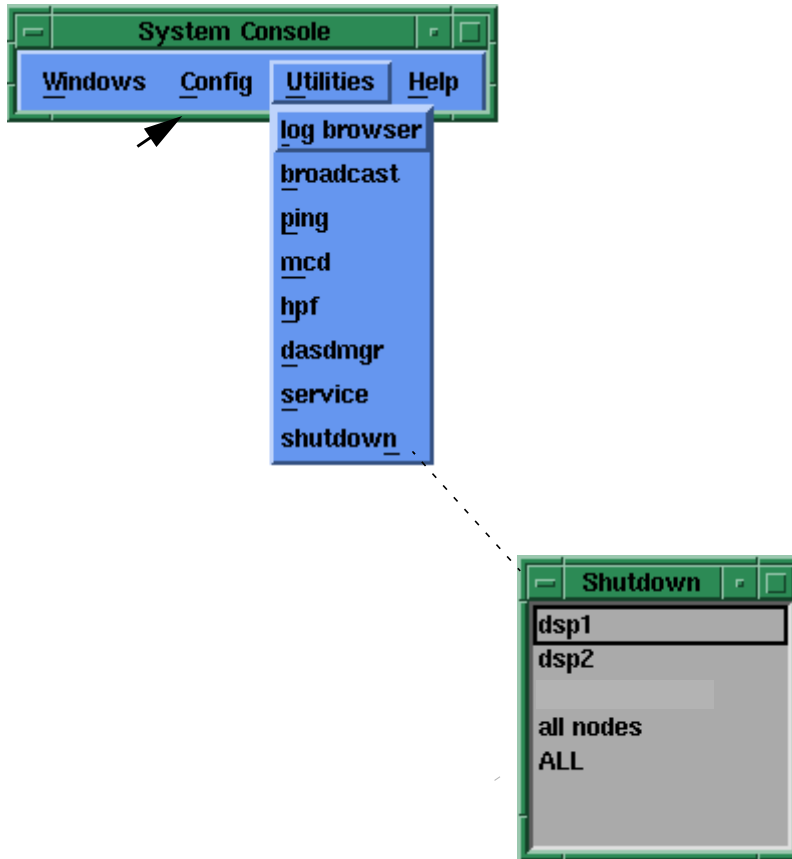 System Console
Windows Config Utilities Help
log browser
broadcast
ping
mcd
hpf
dasdmgr
service
shutdown
Shutdown
dsp1
dsp2
all nodes
ALL